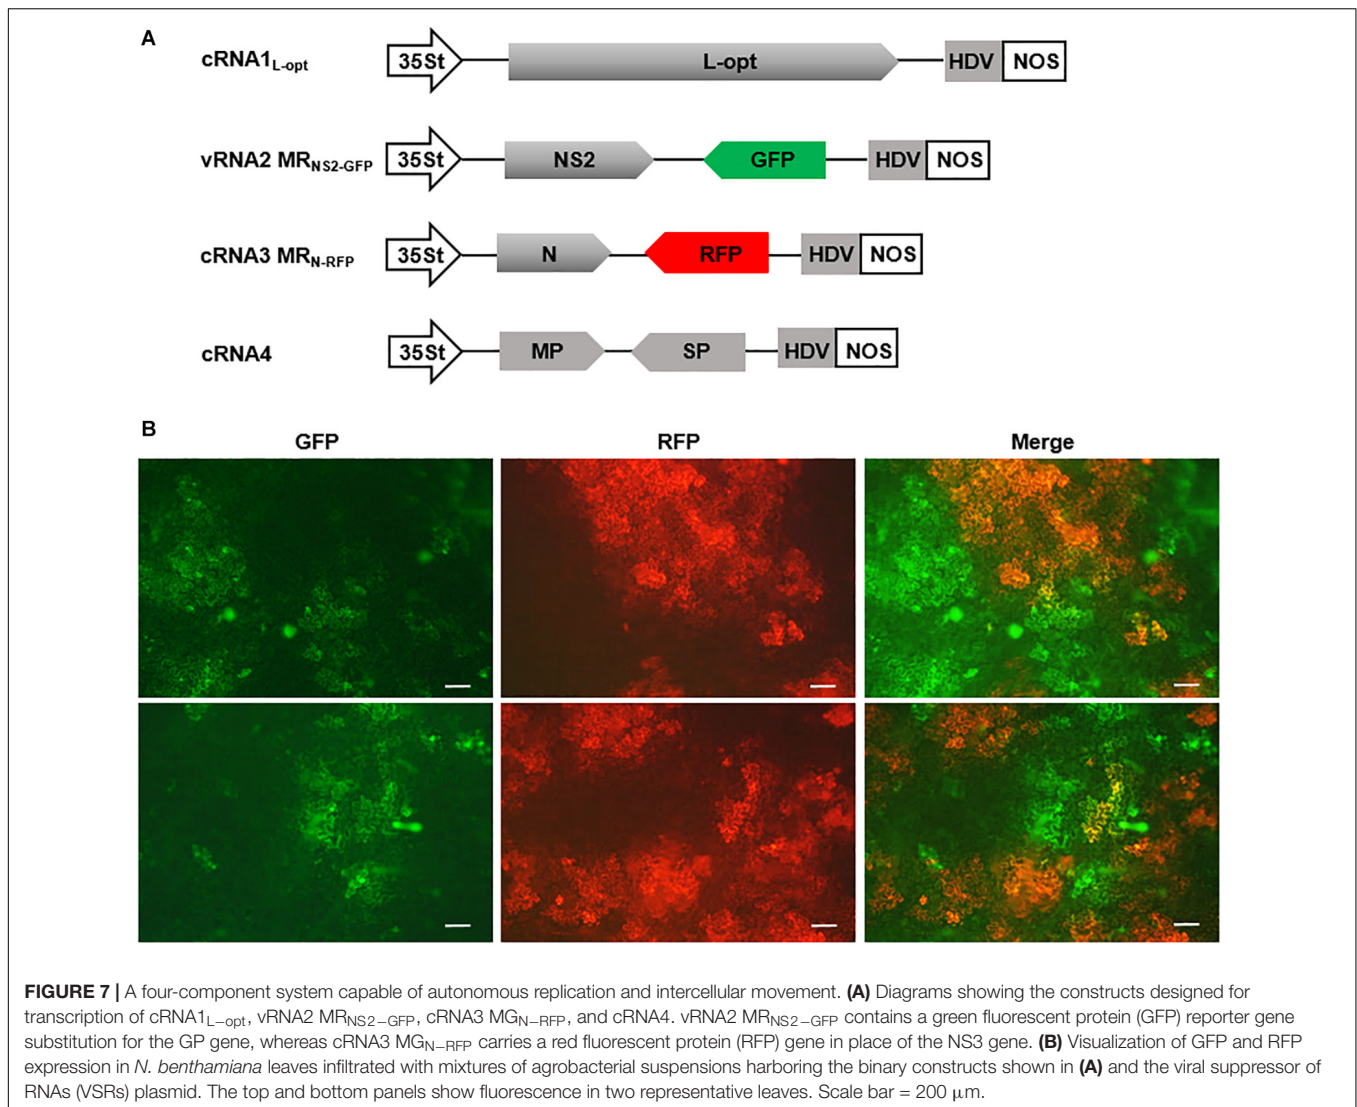 A
cRNA1L-opt 35St L-opt HDV NOS
vRNA2 MRNS2-GFP 35St NS2 GFP HDV NOS
cRNA3 MRN-RFP 35St N RFP HDV NOS
cRNA4 35St MP SP HDV NOS
B
GFP RFP Merge
FIGURE 7 | A four-component system capable of autonomous replication and intercellular movement. (A) Diagrams showing the constructs designed for
transcription of cRNA1L−opt, vRNA2 MRNS2−GFP, cRNA3 MGN−RFP, and cRNA4. vRNA2 MRNS2−GFP contains a green fluorescent protein (GFP) reporter gene
substitution for the GP gene, whereas cRNA3 MGN−RFP carries a red fluorescent protein (RFP) gene in place of the NS3 gene. (B) Visualization of GFP and RFP
expression in N. benthamiana leaves infiltrated with mixtures of agrobacterial suspensions harboring the binary constructs shown in (A) and the viral suppressor of
RNAs (VSRs) plasmid. The top and bottom panels show fluorescence in two representative leaves. Scale bar = 200 μm.